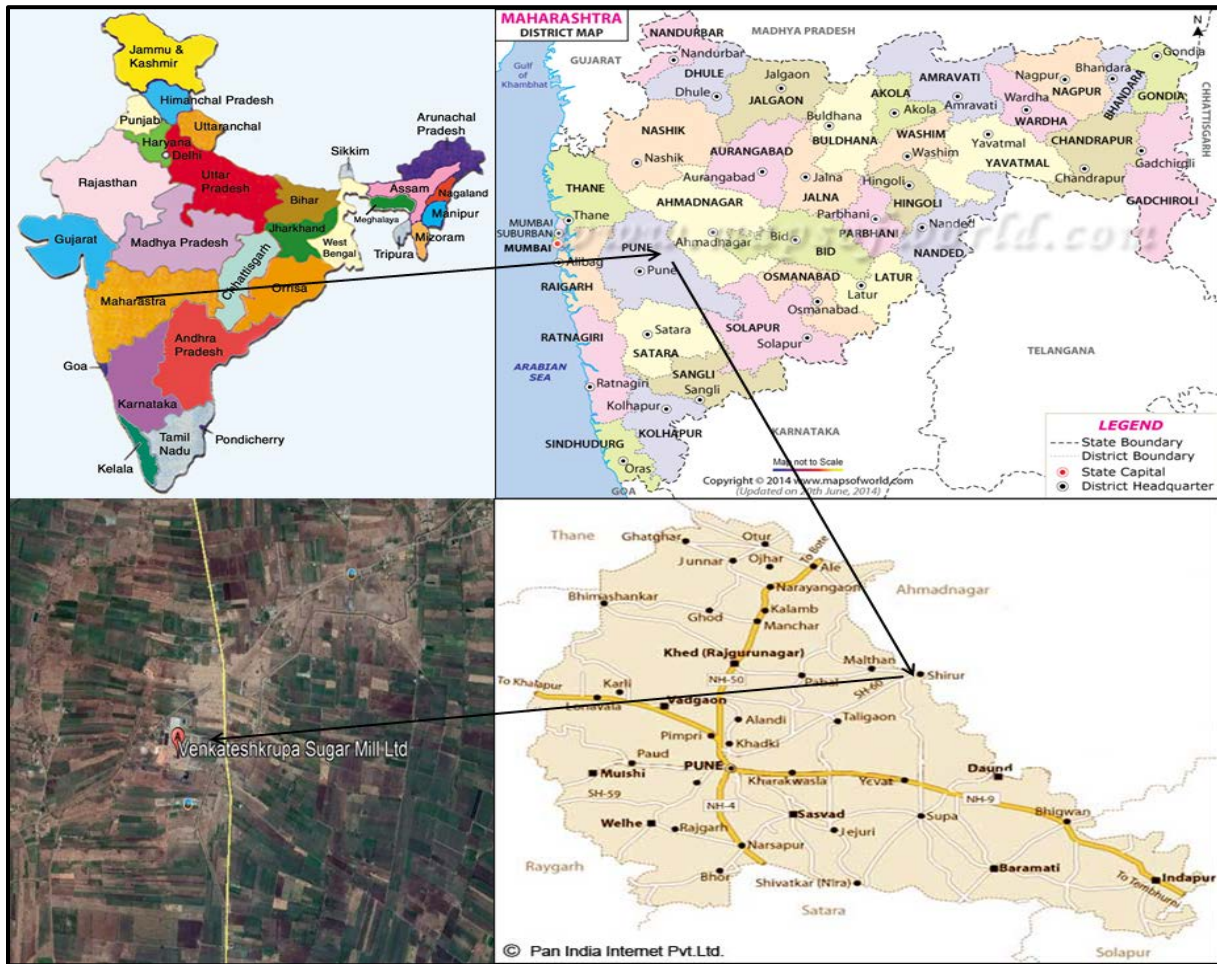 Jammu &
Kashmir
Himanchal Pradesh
Punjab
Uttaranchal
Haryana
Delhi
Arunachal
Pradesh
Sikkim
Rajasthan
Uttar
Pradesh
Assam
Nagaland
Bihar
Meghalaya
Manipur
Gujarat
Madhya Pradesh
Jharkhand
West
Bengal
Tripura
Mizoram
Chhattisgarh
Orrisa
Maharastra
Andhra
Pradesh
Goa
Karnataka
Tamil
Nadu
Pondicherry
Kelala
MAHARASHTRA
DISTRICT MAP
NANDURBAR
Nandurbar
MADHYA PRADESH
N
Gulf
of
Khambhat
GUJARAT
DHULE
Dhule
Jalgaon
JALGAON
AKOLA
Akola
AMRAVATI
Amravati
Nagpur
NAGPUR
Bhandara
BHANDARA
Gondia
GONDIA
CHHATTISGARH
Wardha
WARDHA
Buldhana
BULDHANA
WASHIM
Washim
Yavatmal
YAVATMAL
CHANDRAPUR
Chandrapur
Gadchiroli
GADCHIROLI
NASHIK
Nashik
AURANGABAD
Aurangabad
Jalna
JALNA
Hingoli
HINGOLI
THANE
Thane
AHMADNAGAR
Ahmadnagar
Parbhani
PARBHANI
Nanded
NANDED
MUMBAI
SUBURBAN
MUMBAI
Alibag
RAIGARH
PUNE
Pune
Bid
BID
OSMANABAD
Osmanabad
LATUR
Latur
RATNAGIRI
Ratnagiri
Satara
SATARA
SOLAPUR
Solapur
TELANGANA
ARABIAN
SEA
SANGLI
Sangli
Kolhapur
KOLHAPUR
KARNATAKA
SINDHUDURG
Oras
GOA
Map not to Scale
Copyright © 2014 www.mapsofworld.com
(Updated on 20th June, 2014)
LEGEND
State Boundary
District Boundary
State Capital
District Headquarter
A
Venkateshkrupa Sugar Mill Ltd
Thane
Ghatghar
Otur
Junnar
Ojhar
To Bote
Ale
Narayangaon
Ahmadnagar
Bhimashankar
Ghod
Kalamb
Manchar
Khed (Rajgurunagar)
Malthan
Shirur
NH-50
Pabal
SH-60
To Khalapur
Karli
Lonavala
Vadgaon
Alandi
Taligaon
Pimpri
Khadki
Paud
Mulshi
PUNE
Kharakwasla
Yevat
Daund
SH-59
NH-4
NH-9
Bhigwan
Welhe
Rajgarh
Sasvad
Jejuri
Supa
Narsapur
Baramati
Indapur
Raygarh
Bhor
Shivatkar (Nira)
To Tembhurni
Satara
Solapur
© Pan India Internet Pvt.Ltd.